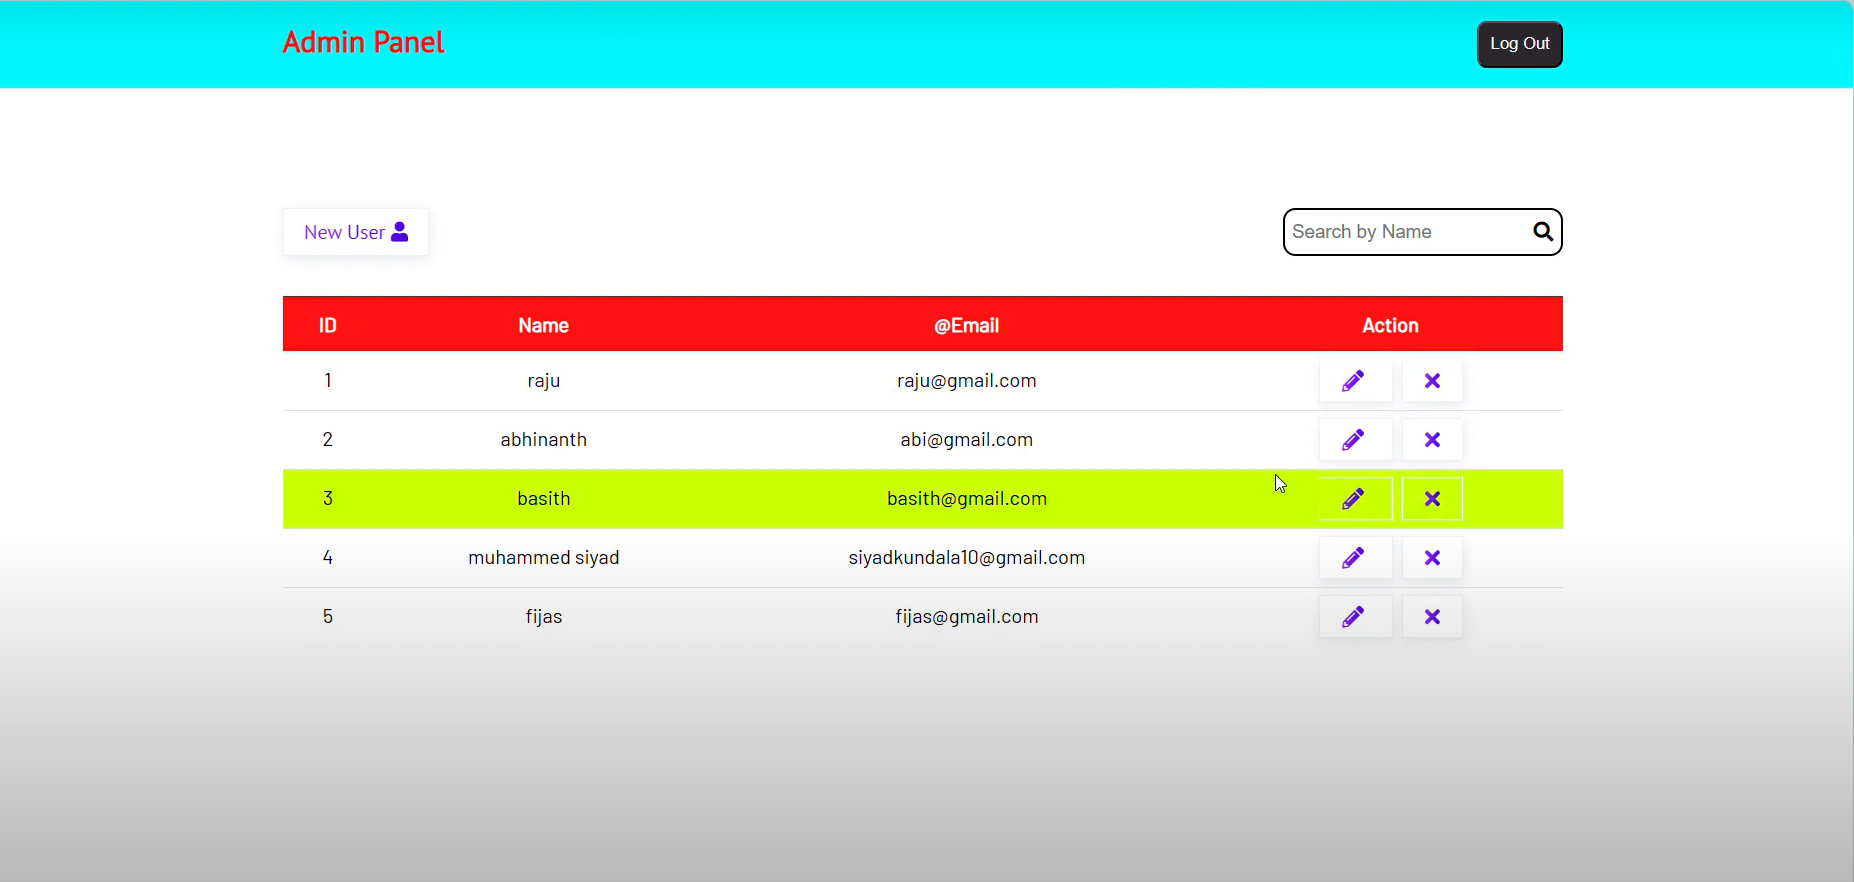 Admin Panel
Log Out
New User
Search by Name
ID Name @Email Action
1 raju raju@gmail.com
2 abhinanth abi@gmail.com
3 basith basith@gmail.com
4 muhammed siyad siyadkundala10@gmail.com
5 fijas fijas@gmail.com